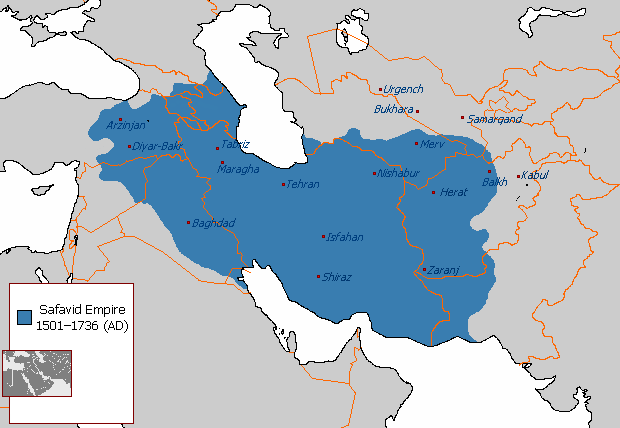 Urgench
Bukhara
Samarqand
Arzinjan
Diyar-Bakr
Tabriz
Merv
Maragha
Nishabur
Balkh
Kabul
Tehran
Herat
Baghdad
Isfahan
Shiraz
Zaranj
Safavid Empire
1501–1736 (AD)